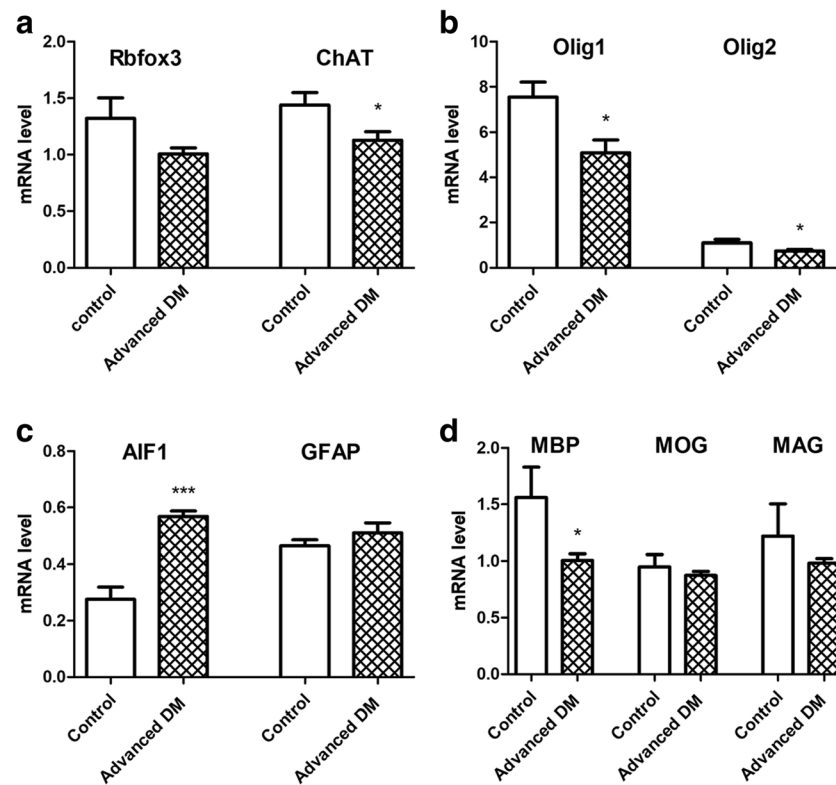 a
Rbfox3 ChAT
2.0
1.5
1.0
0.5
0.0
mRNA level
*
control
Advanced DM
Control
Advanced DM
b
Olig1 Olig2
10
8
6
4
2
0
mRNA level
*
*
Control
Advanced DM
Control
Advanced DM
c
AIF1 GFAP
0.8
0.6
0.4
0.2
0.0
mRNA level
***
Control
Advanced DM
Control
Advanced DM
d
MBP MOG MAG
2.0
1.5
1.0
0.5
0.0
mRNA level
*
Control
Advanced DM
Control
Advanced DM
Control
Advanced DM